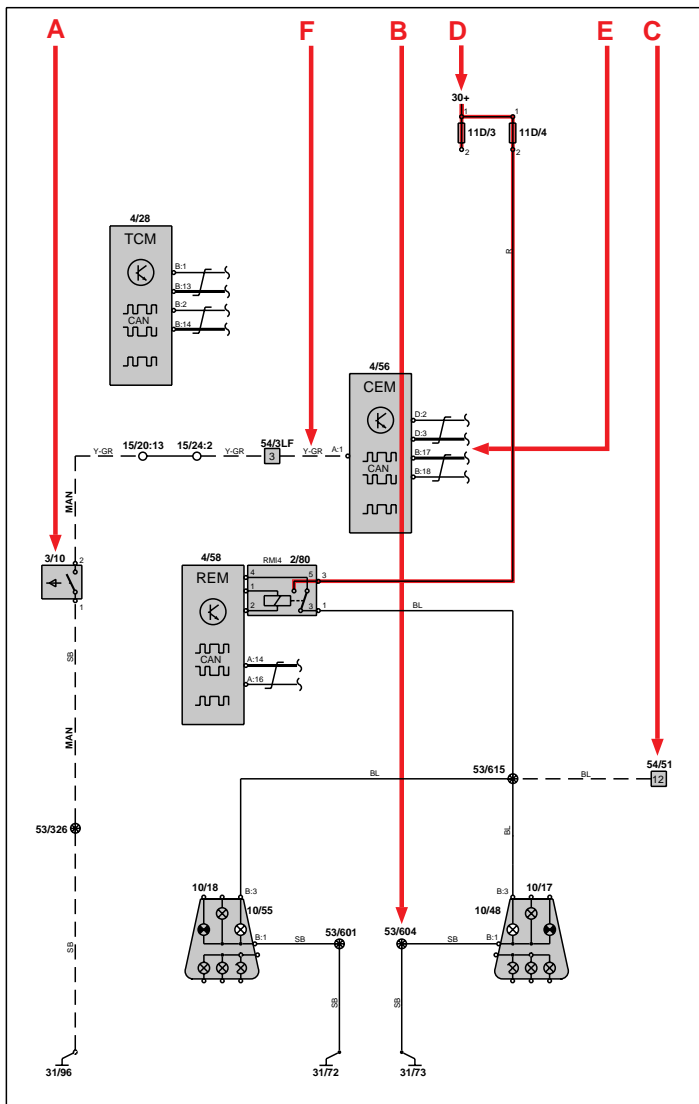 A F B D E C
30+
1 1
11D/3 11D/4
2 2
R
4/28
TCM
B:1
B:13
B:2
CAN
B:14
4/56
CEM
D:2
D:3
A:1
B:17
CAN
B:18
15/20:13 15/24:2 54/3LF
Y-GR Y-GR 3 Y-GR
MAN
3/10 2
1
4/58 RMI4 2/80
REM
4 5 3
1
2 3 1
BL
CAN
A:14
A:16
SB
MAN
53/615
54/51
BL BL 12
BL
53/326
10/18 B:3
10/55
B:1
SB
53/601
53/604
SB
B:3 10/17
10/48
B:1
SB
SB
SB
31/96 31/72 31/73